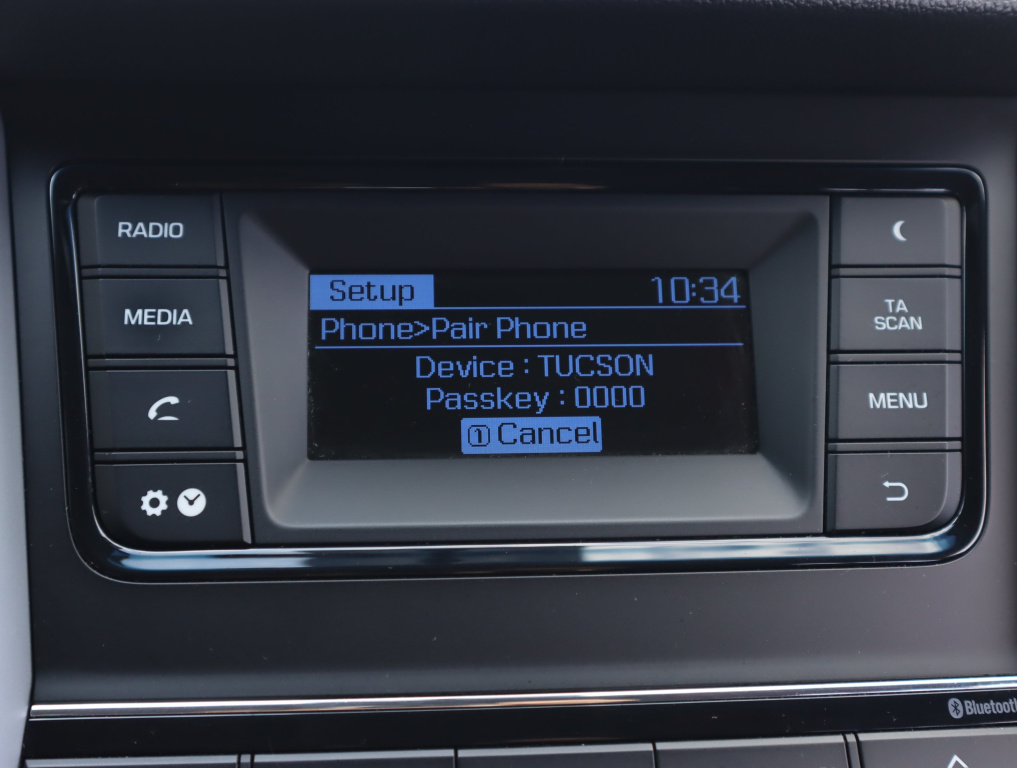 RADIO
MEDIA
Setup 10:34
Phone>Pair Phone
Device : TUCSON
Passkey : 0000
1 Cancel
TA
SCAN
MENU
Bluetooth